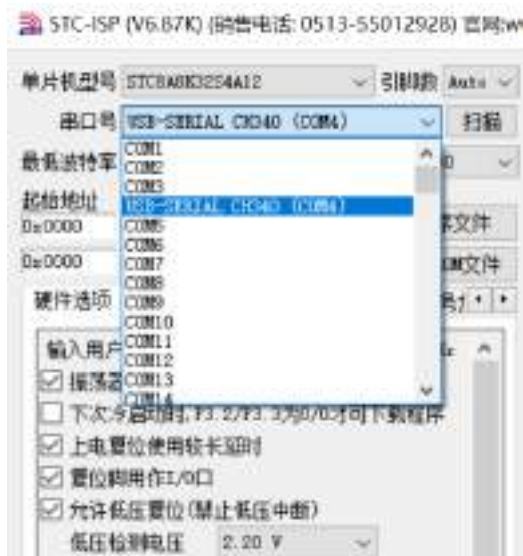 STC-ISP (V6.87K) (销售电话: 0513-55012928) 官网:w
单片机型号 STC8A8K32S4A12 引脚数 Auto
串口号 USB-SERIAL CH340 (COM4) 扫描
最低波特率
COM1
COM2
COM3
USB-SERIAL CH340 (COM4)
COM5
COM6
COM7
COM8
COM9
COM10
COM11
COM12
COM13
COM14
起始地址
0x0000
0x0000
硬件选项
输入用户
振荡器
下次冷启动时, P3.2/P3.3为0/0才可下载程序
上电复位使用较长延时
复位脚用作I/O口
允许低压复位(禁止低压中断)
低压检测电压 2.20 V